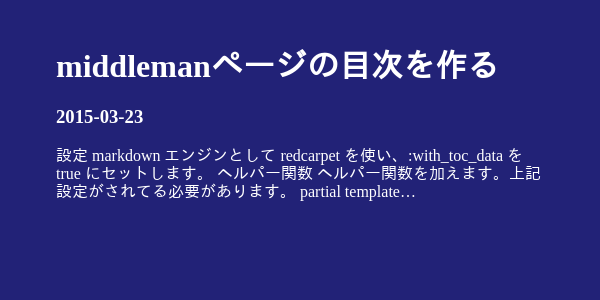 middlemanページの目次を作る
2015-03-23
設定 markdown エンジンとして redcarpet を使い、:with_toc_data を
true にセットします。 ヘルパー関数 ヘルパー関数を加えます。上記
設定がされてる必要があります。 partial template…